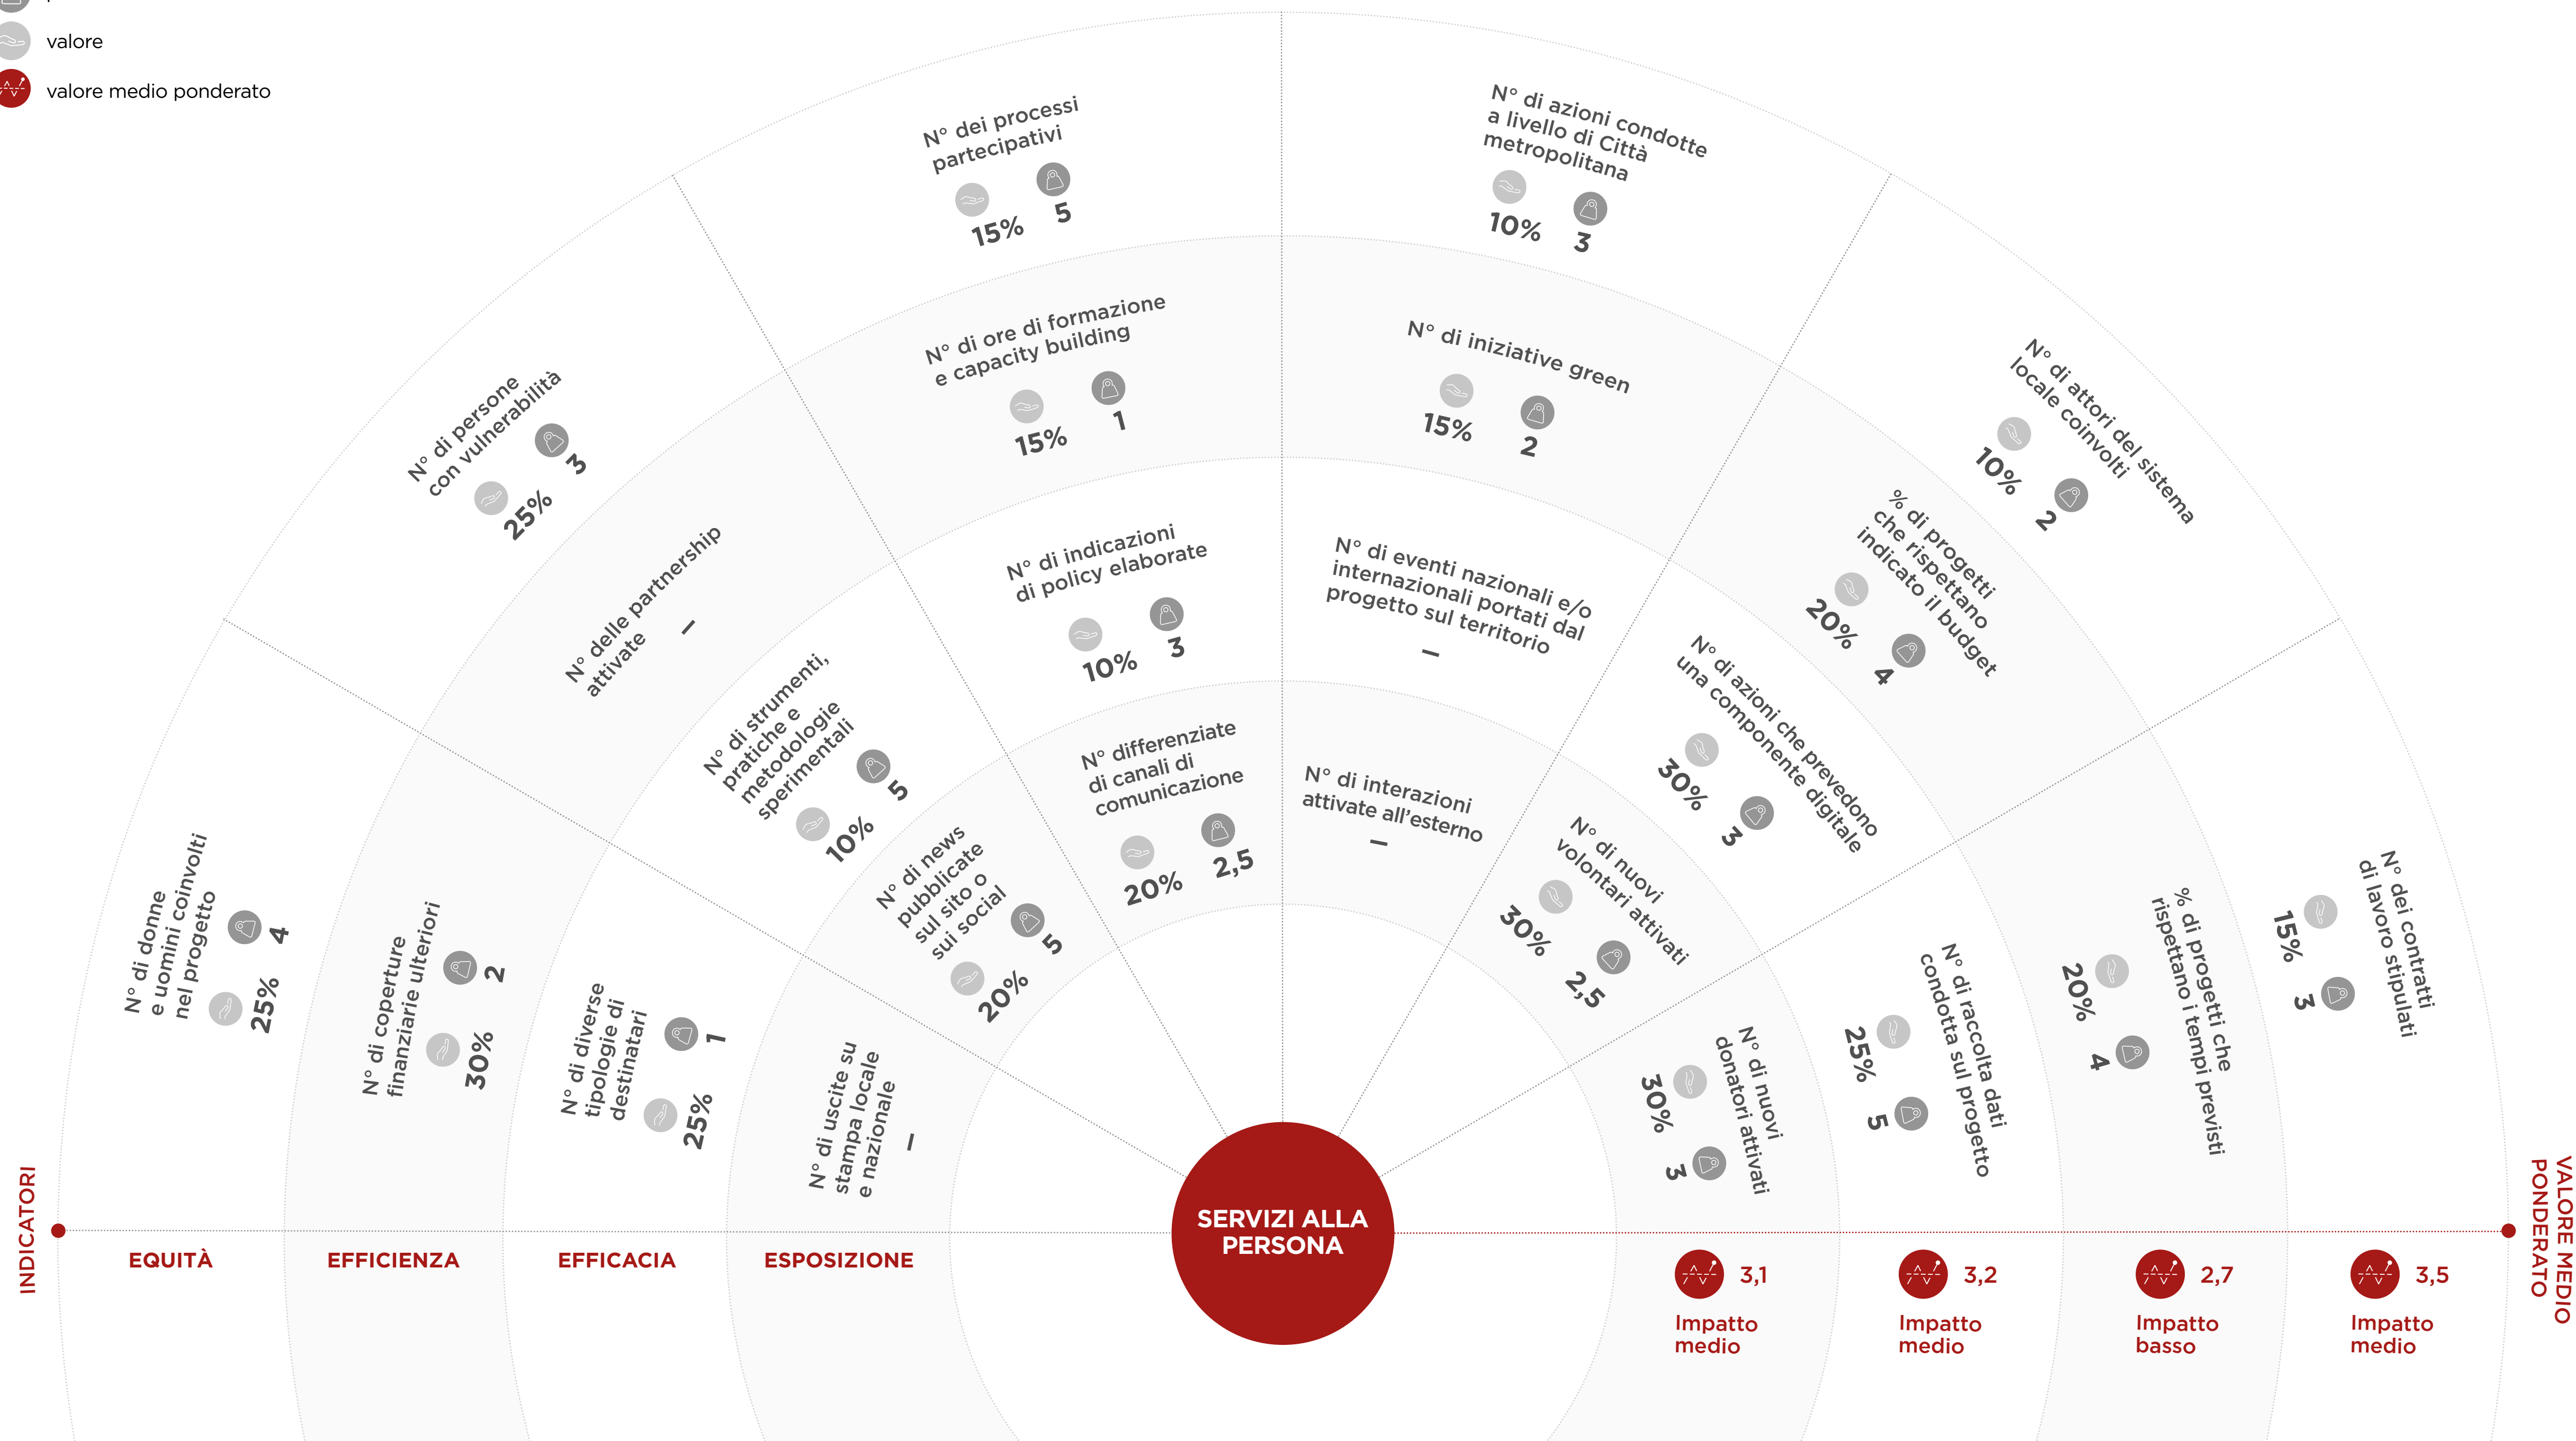 valore
valore medio ponderato
N° di donne
e uomini coinvolti
nel progetto
25% 4
N° di persone
con vulnerabilità
25% 3
N° dei processi
partecipativi
15% 5
N° di azioni condotte
a livello di Città
metropolitana
10% 3
N° di attori del sistema
locale coinvolti
10% 2
N° dei contratti
di lavoro stipulati
15% 3
N° di coperture
finanziarie ulteriori
30% 2
N° delle partnership
attivate –
N° di ore di formazione
e capacity building
15% 1
N° di iniziative green
15% 2
% di progetti
che rispettano
indicato il budget
20% 4
% di progetti che
rispettano i tempi previsti
20% 4
N° di diverse
tipologie di
destinatari
25% 1
N° di strumenti,
pratiche e
metodologie
sperimentali
10% 5
N° di indicazioni
di policy elaborate
10% 3
N° di eventi nazionali e/o
internazionali portati dal
progetto sul territorio
–
N° di azioni che prevedono
una componente digitale
30% 3
N° di raccolta dati
condotta sul progetto
25% 5
N° di uscite su
stampa locale
e nazionale
–
N° di news
pubblicate
sul sito o
sui social
20% 5
N° differenziate
di canali di
comunicazione
20% 2,5
N° di interazioni
attivate all'esterno
–
N° di nuovi
volontari attivati
30% 2,5
N° di nuovi
donatori attivati
30% 3
SERVIZI ALLA
PERSONA
INDICATORI
EQUITÀ EFFICIENZA EFFICACIA ESPOSIZIONE
3,1 3,2 2,7 3,5
Impatto Impatto Impatto Impatto
medio medio basso medio
VALORE MEDIO
PONDERATO